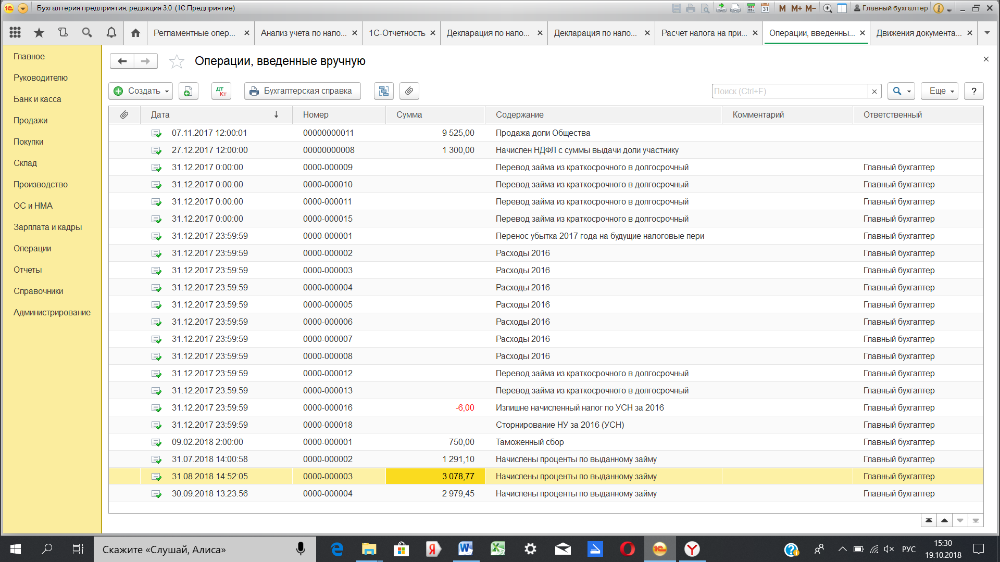 Бухгалтерия предприятия, редакция 3.0 (1С:Предприятие)
M M+ M- Главный бухгалтер
Регламентные опер... Анализ учета по нало... 1С-Отчетность Декларация по нало... Декларация по нало... Расчет налога на при... Операции, введенны... Движения документа...
Главное
Руководителю
Банк и касса
Продажи
Покупки
Склад
Производство
ОС и НМА
Зарплата и кадры
Операции
Отчеты
Справочники
Администрирование
Операции, введенные вручную
Создать Дт Кт Бухгалтерская справка Поиск (Ctrl+F) Еще ?
Дата Номер Сумма Содержание Комментарий Ответственный
07.11.2017 12:00:01 00000000011 9 525,00 Продажа доли Общества
27.12.2017 12:00:00 00000000008 1 300,00 Начислен НДФЛ с суммы выдачи доли участнику
31.12.2017 0:00:00 0000-000009 Перевод займа из краткосрочного в долгосрочный Главный бухгалтер
31.12.2017 0:00:00 0000-000010 Перевод займа из краткосрочного в долгосрочный Главный бухгалтер
31.12.2017 0:00:00 0000-000011 Перевод займа из краткосрочного в долгосрочный Главный бухгалтер
31.12.2017 0:00:00 0000-000015 Перевод займа из краткосрочного в долгосрочный Главный бухгалтер
31.12.2017 23:59:59 0000-000001 Перенос убытка 2017 года на будущие налоговые пери Главный бухгалтер
31.12.2017 23:59:59 0000-000002 Расходы 2016 Главный бухгалтер
31.12.2017 23:59:59 0000-000003 Расходы 2016 Главный бухгалтер
31.12.2017 23:59:59 0000-000004 Расходы 2016 Главный бухгалтер
31.12.2017 23:59:59 0000-000005 Расходы 2016 Главный бухгалтер
31.12.2017 23:59:59 0000-000006 Расходы 2016 Главный бухгалтер
31.12.2017 23:59:59 0000-000007 Расходы 2016 Главный бухгалтер
31.12.2017 23:59:59 0000-000008 Расходы 2016 Главный бухгалтер
31.12.2017 23:59:59 0000-000012 Перевод займа из краткосрочного в долгосрочный Главный бухгалтер
31.12.2017 23:59:59 0000-000013 Перевод займа из краткосрочного в долгосрочный Главный бухгалтер
31.12.2017 23:59:59 0000-000016 -6,00 Излишне начисленный налог по УСН за 2016 Главный бухгалтер
31.12.2017 23:59:59 0000-000018 Сторнирование НУ за 2016 (УСН) Главный бухгалтер
09.02.2018 2:00:00 0000-000001 750,00 Таможенный сбор Главный бухгалтер
31.07.2018 14:00:58 0000-000002 1 291,10 Начислены проценты по выданному займу Главный бухгалтер
31.08.2018 14:52:05 0000-000003 3 078,77 Начислены проценты по выданному займу Главный бухгалтер
30.09.2018 13:23:56 0000-000004 2 979,45 Начислены проценты по выданному займу Главный бухгалтер
Скажите «Слушай, Алиса» РУС 15:30
19.10.2018